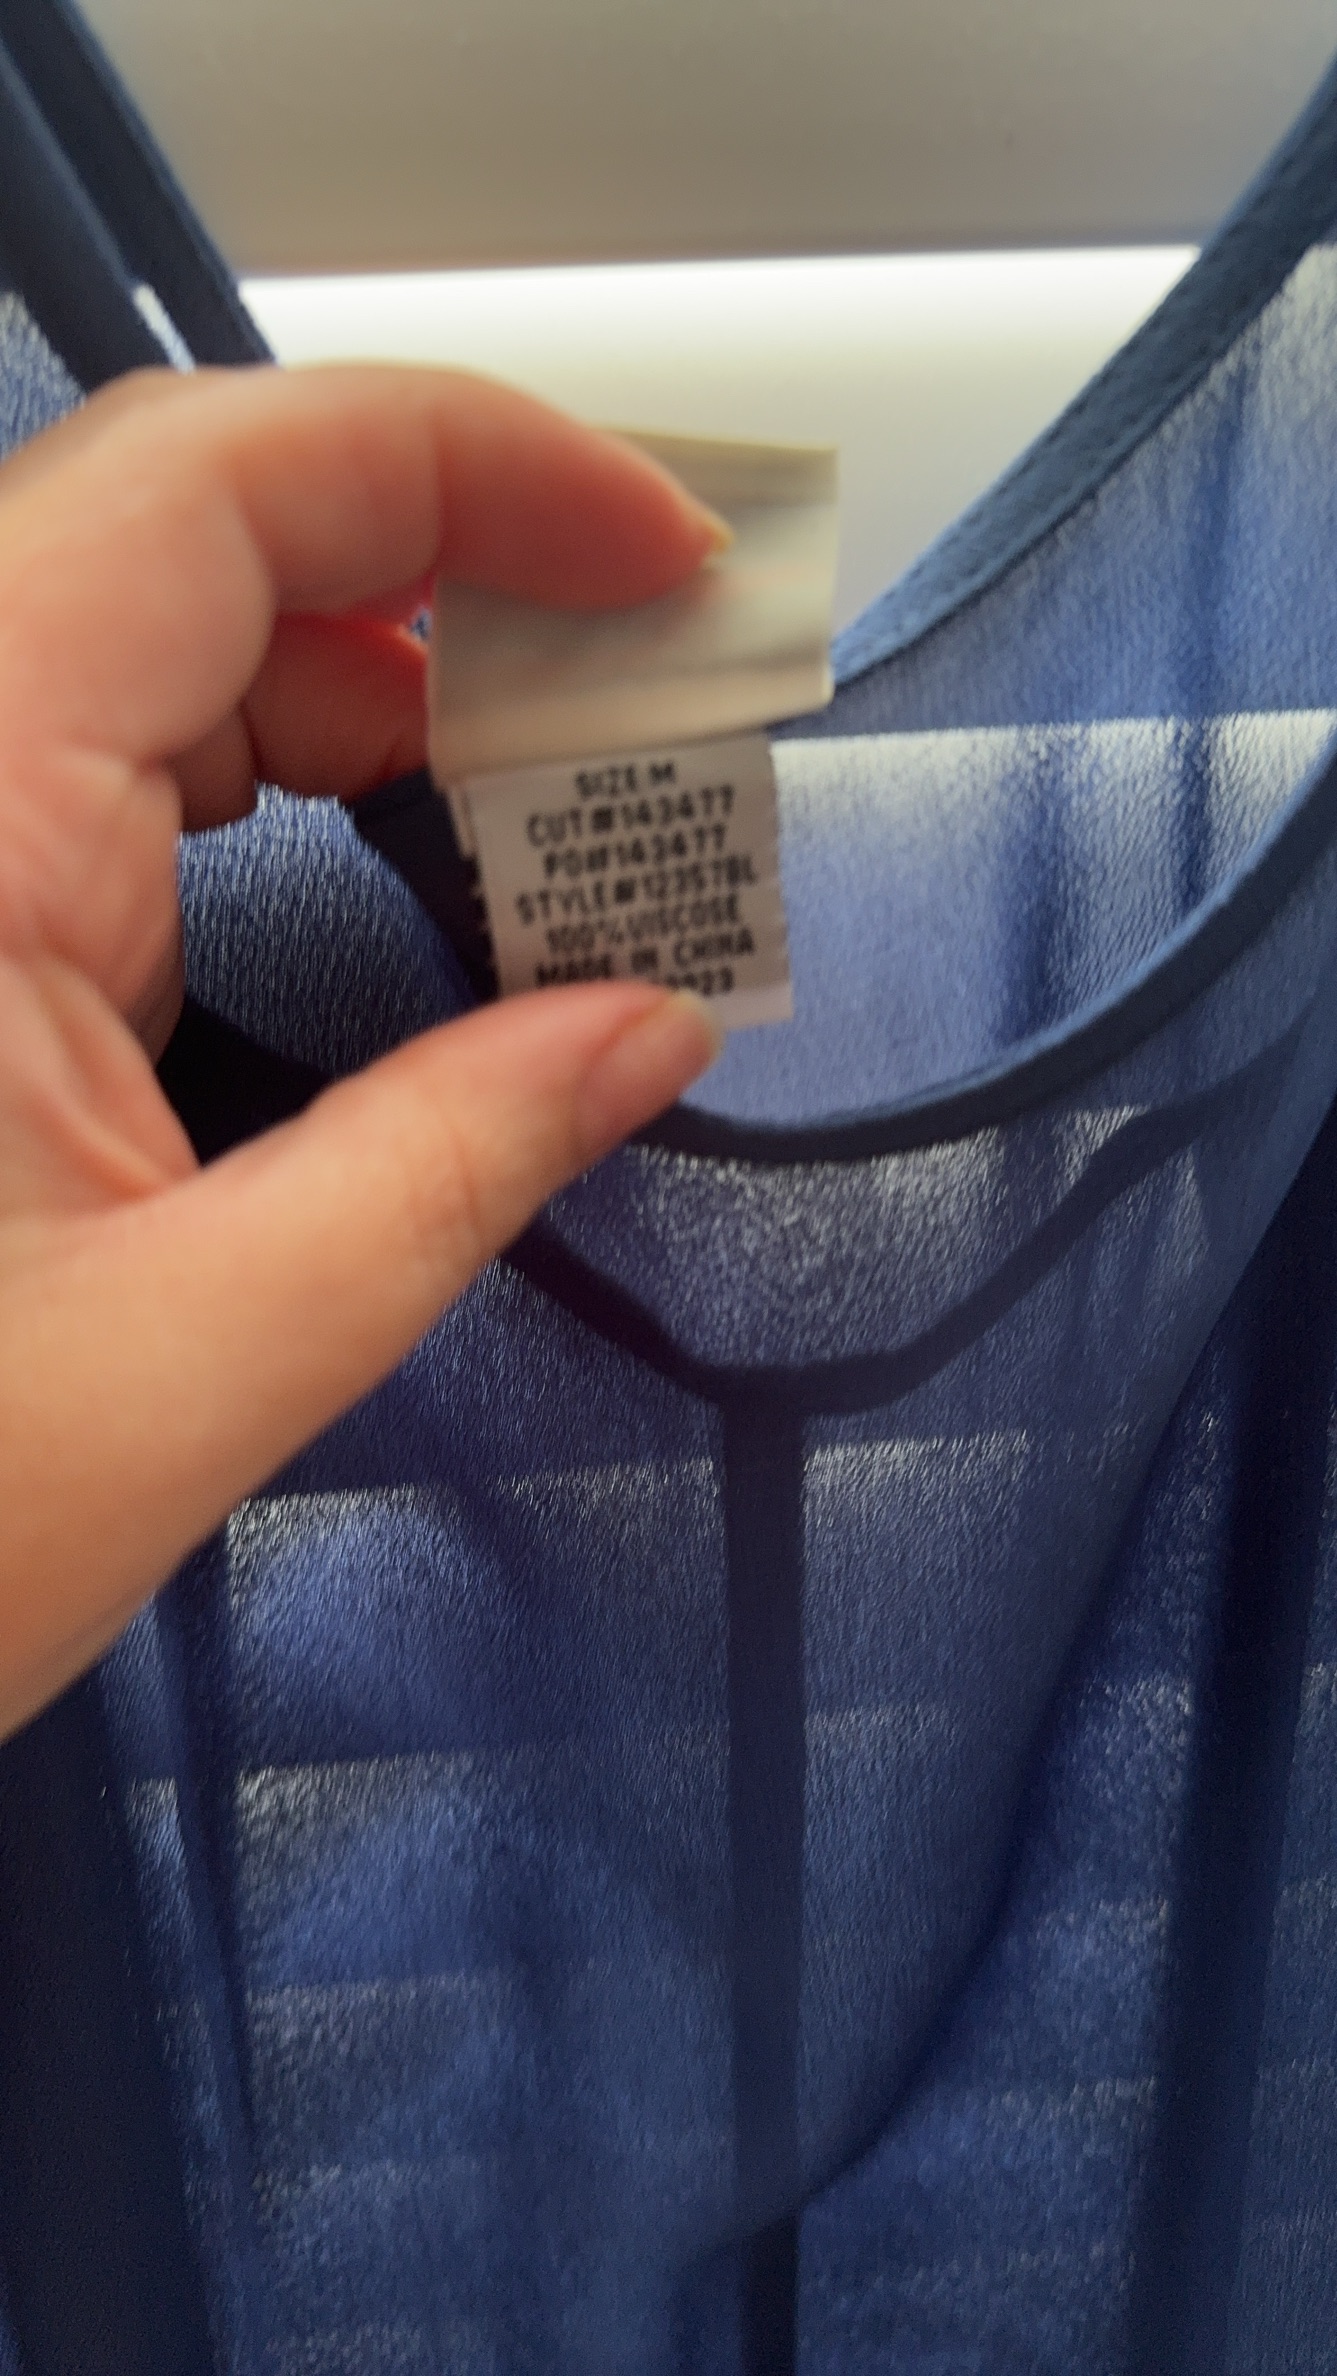 SIZE:M
CUT#143477
PO#143477
STYLE#12357BL
100%VISCOSE
MADE IN CHINA